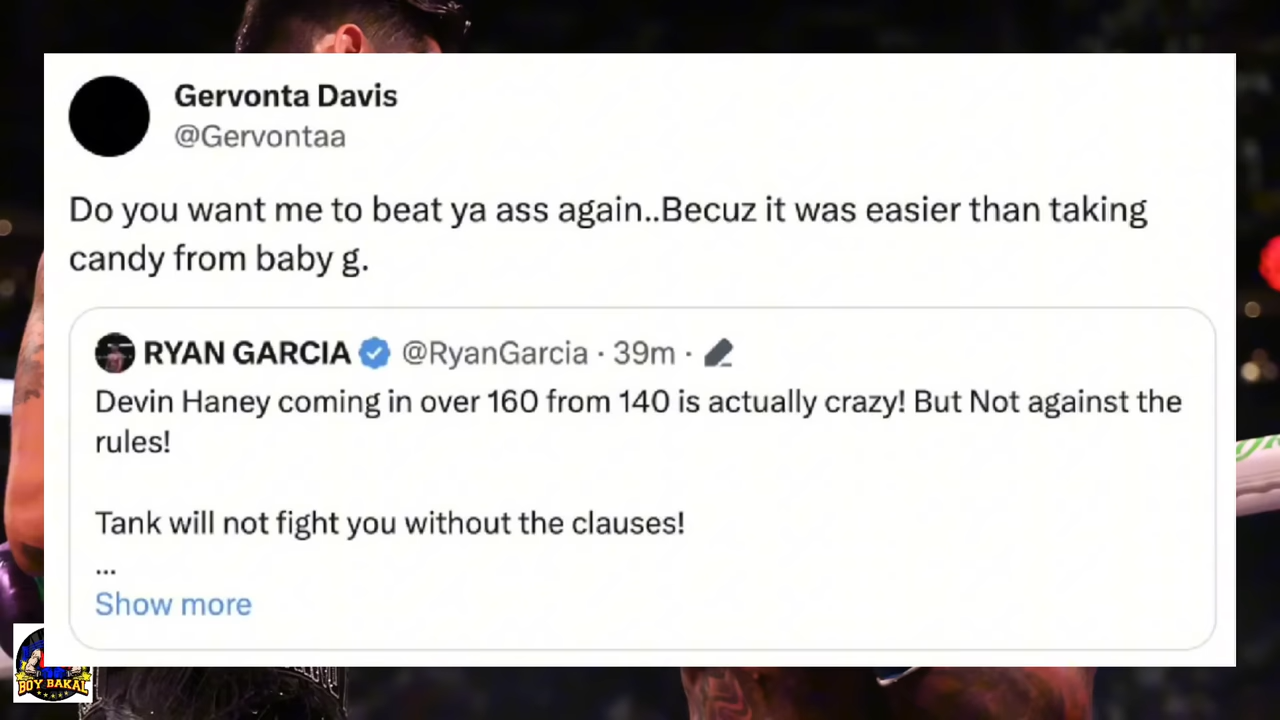 Gervonta Davis
@Gervontaa
Do you want me to beat ya ass again..Becuz it was easier than taking
candy from baby g.
RYAN GARCIA @RyanGarcia · 39m ·
Devin Haney coming in over 160 from 140 is actually crazy! But Not against the
rules!
Tank will not fight you without the clauses!
...
Show more
BOY BAKAL